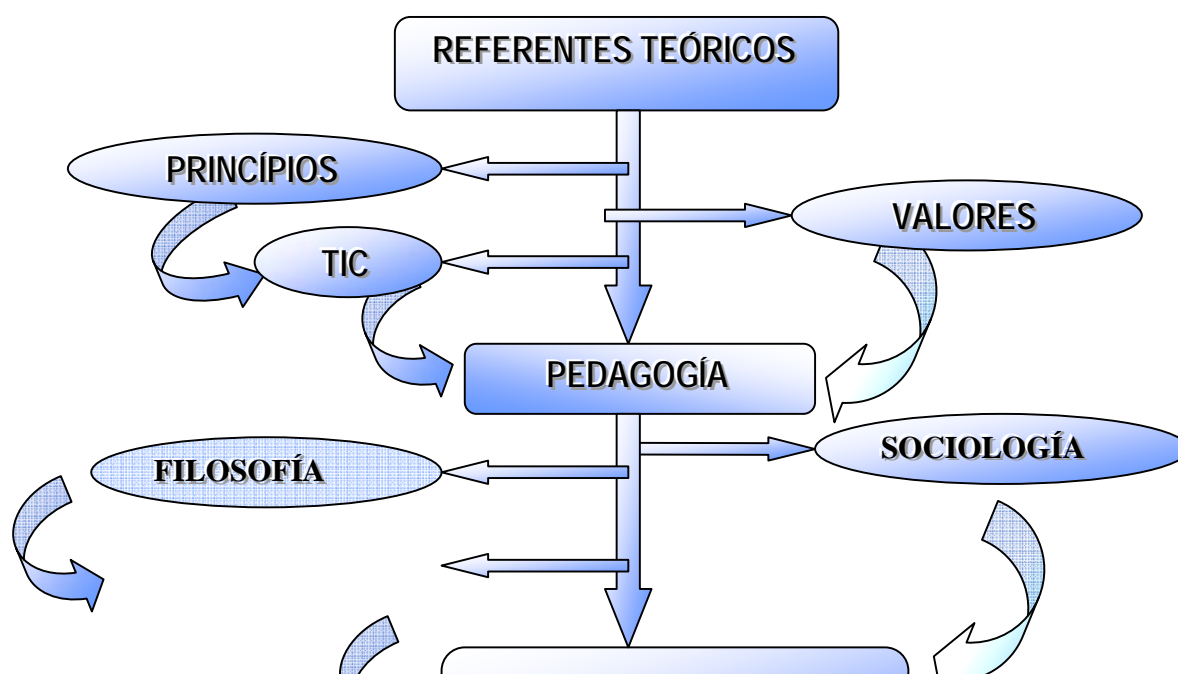 REFERENTES TEÓRICOS
PRINCÍPIOS
VALORES
TIC
PEDAGOGÍA
SOCIOLOGÍA
FILOSOFÍA